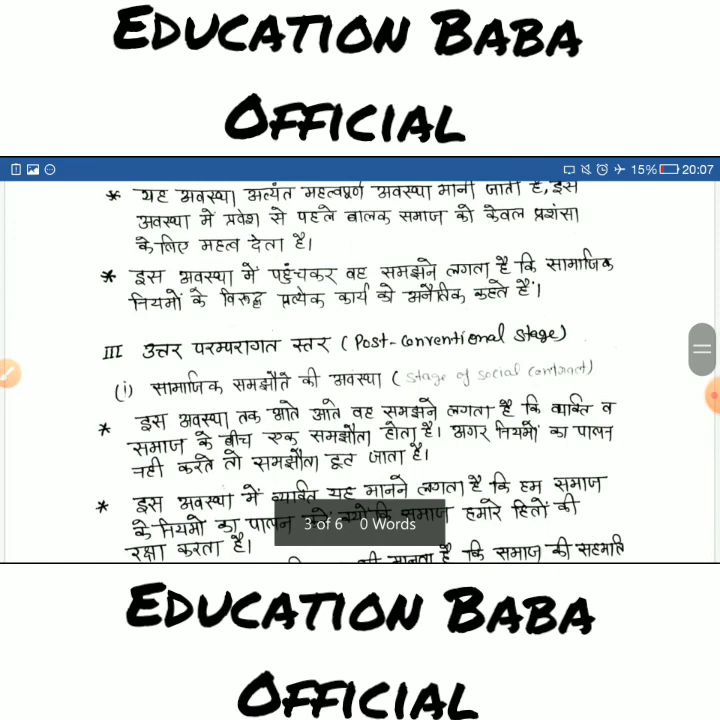 EDUCATION BABA
OFFICIAL
15% 20:07
* यह अवस्था अत्यंत महत्वपूर्ण अवस्था मानी जाती है, इस
अवस्था में प्रवेश से पहले बालक समाज को केवल प्रशंसा
के लिए महत्व देता है।
* इस अवस्था में पहुंचकर वह समझने लगता है कि सामाजिक
नियमों के विरुद्ध प्रत्येक कार्य को अनैतिक कहते हैं।
III उत्तर परम्परागत स्तर (Post-Conventional Stage)
(i) सामाजिक समझौते की अवस्था (Stage of Social Contract)
* इस अवस्था तक आते आते वह समझने लगता है कि व्यक्ति व
समाज के बीच एक समझौता होता है। अगर नियमों का पालन
नही करते तो समझौता टूट जाता है।
* इस अवस्था में व्यक्ति यह मानने लगता है कि हम समाज
के नियमो का पालन करें क्योंकि समाज हमारे हितों की
रक्षा करता है।
3 of 6 0 Words
मानता है कि समाज की सहमति
EDUCATION BABA
OFFICIAL